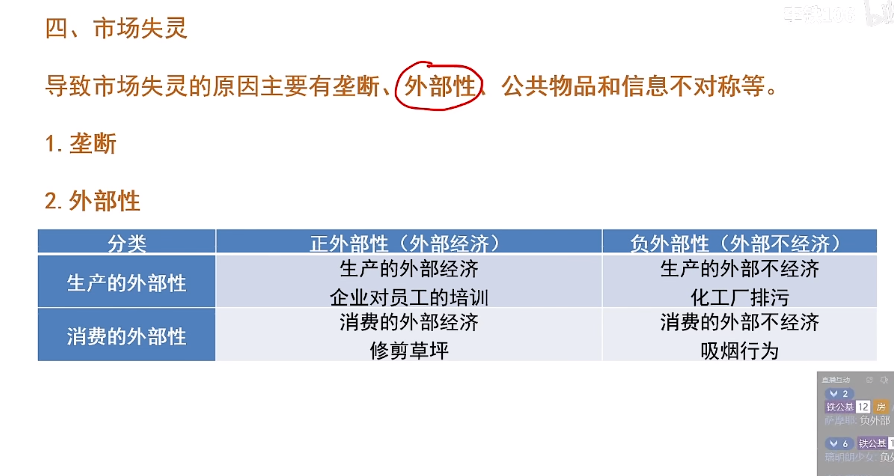 四、市场失灵
导致市场失灵的原因主要有垄断、外部性、公共物品和信息不对称等。
1.垄断
2.外部性
分类 正外部性（外部经济） 负外部性（外部不经济）
生产的外部性 生产的外部经济 生产的外部不经济
企业对员工的培训 化工厂排污
消费的外部性 消费的外部经济 消费的外部不经济
修剪草坪 吸烟行为
直播互动
2
铁公基 12 房
负外部
6 铁公基 1
负